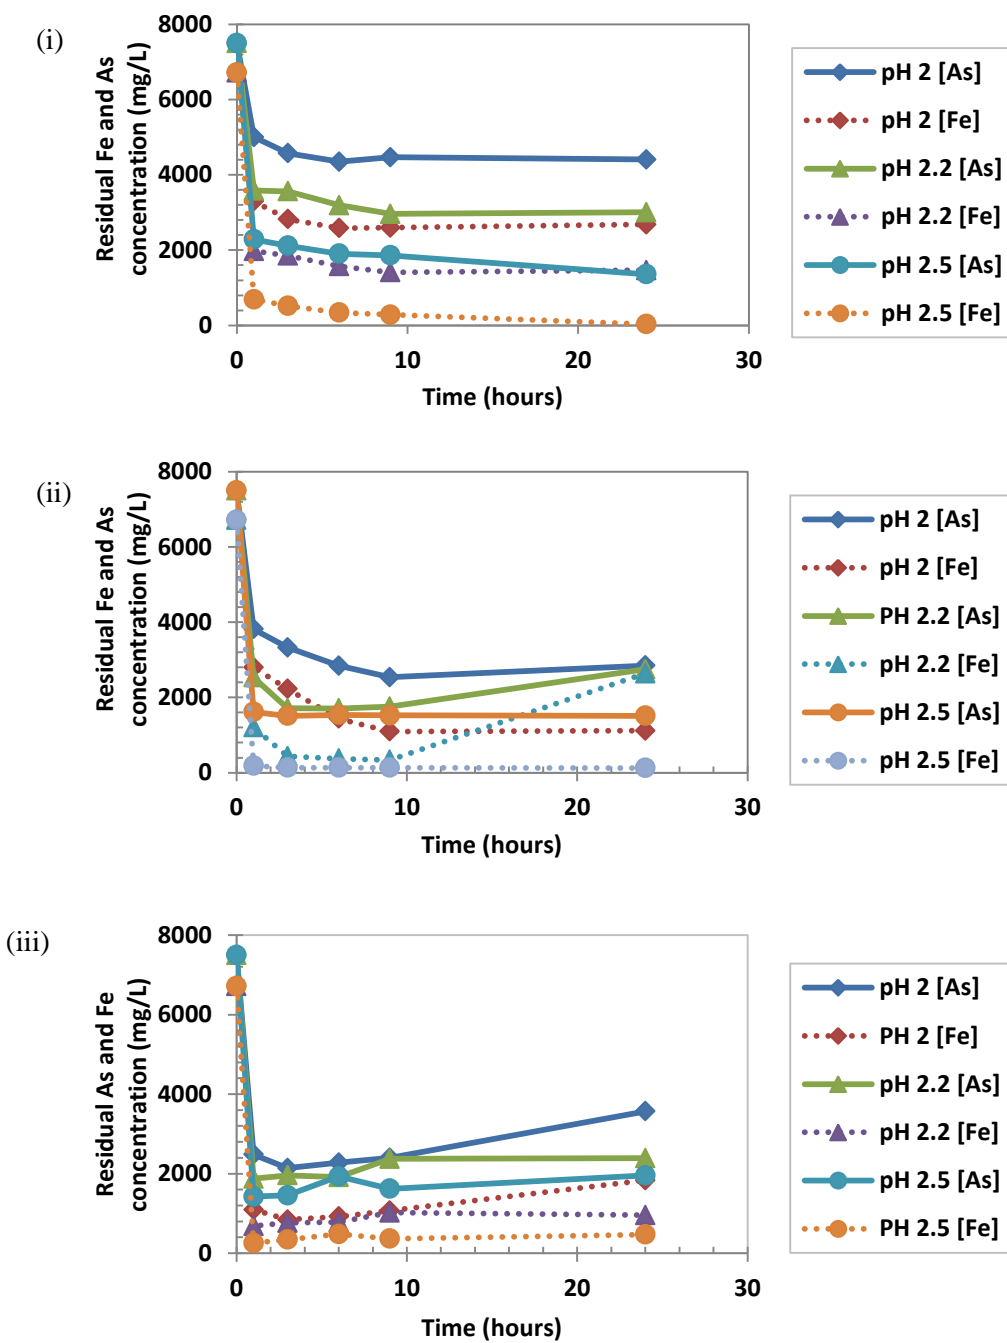 (i)
Residual Fe and As
concentration (mg/L)
8000
6000
4000
2000
0
0 10 20 30
Time (hours)
pH 2 [As]
pH 2 [Fe]
pH 2.2 [As]
pH 2.2 [Fe]
pH 2.5 [As]
pH 2.5 [Fe]
(ii)
Residual Fe and As
concentration (mg/L)
8000
6000
4000
2000
0
0 10 20 30
Time (hours)
pH 2 [As]
pH 2 [Fe]
PH 2.2 [As]
pH 2.2 [Fe]
pH 2.5 [As]
pH 2.5 [Fe]
(iii)
Residual As and Fe
concentration (mg/L)
8000
6000
4000
2000
0
0 10 20 30
Time (hours)
pH 2 [As]
PH 2 [Fe]
pH 2.2 [As]
pH 2.2 [Fe]
pH 2.5 [As]
PH 2.5 [Fe]